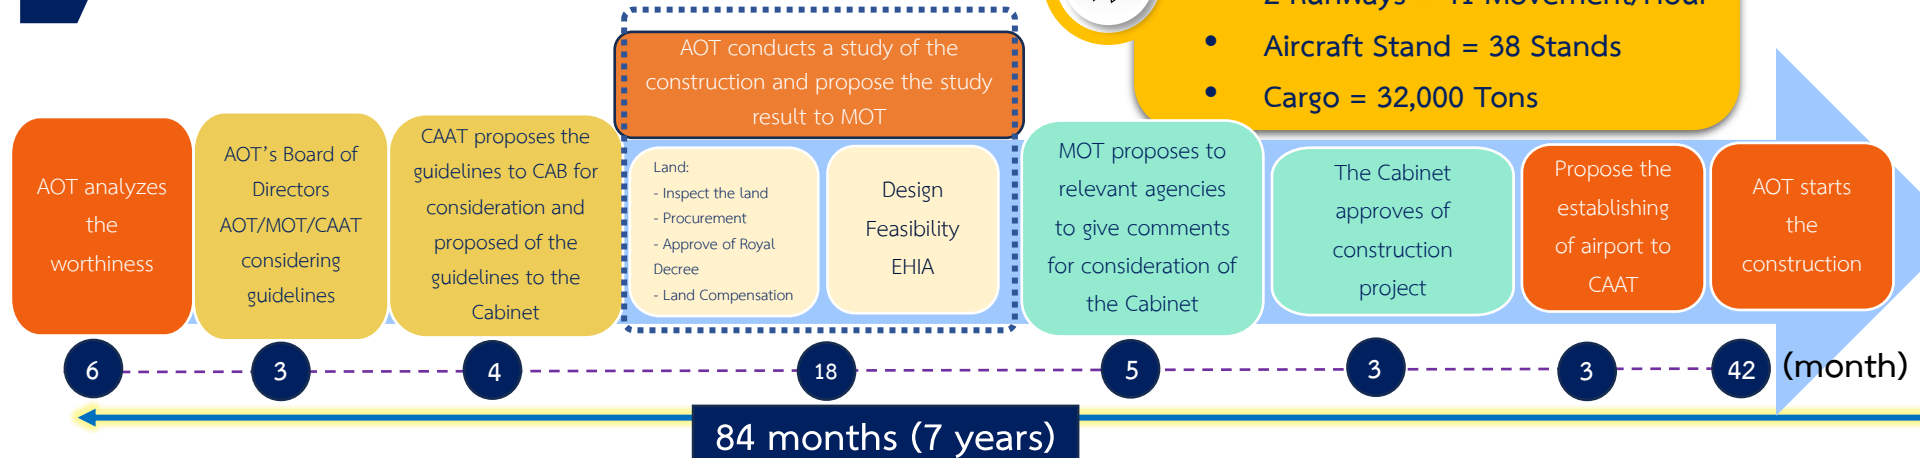 2 Runways = 41 Movement/Hour
• Aircraft Stand = 38 Stands
• Cargo = 32,000 Tons
AOT conducts a study of the
construction and propose the study
result to MOT
AOT analyzes
the
worthiness
AOT's Board of
Directors
AOT/MOT/CAAT
considering
guidelines
CAAT proposes the
guidelines to CAB for
consideration and
proposed of the
guidelines to the
Cabinet
Land:
- Inspect the land
- Procurement
- Approve of Royal
Decree
- Land Compensation
Design
Feasibility
EHIA
MOT proposes to
relevant agencies
to give comments
for consideration of
the Cabinet
The Cabinet
approves of
construction
project
Propose the
establishing
of airport to
CAAT
AOT starts
the
construction
6
3
4
18
5
3
3
42
(month)
84 months (7 years)